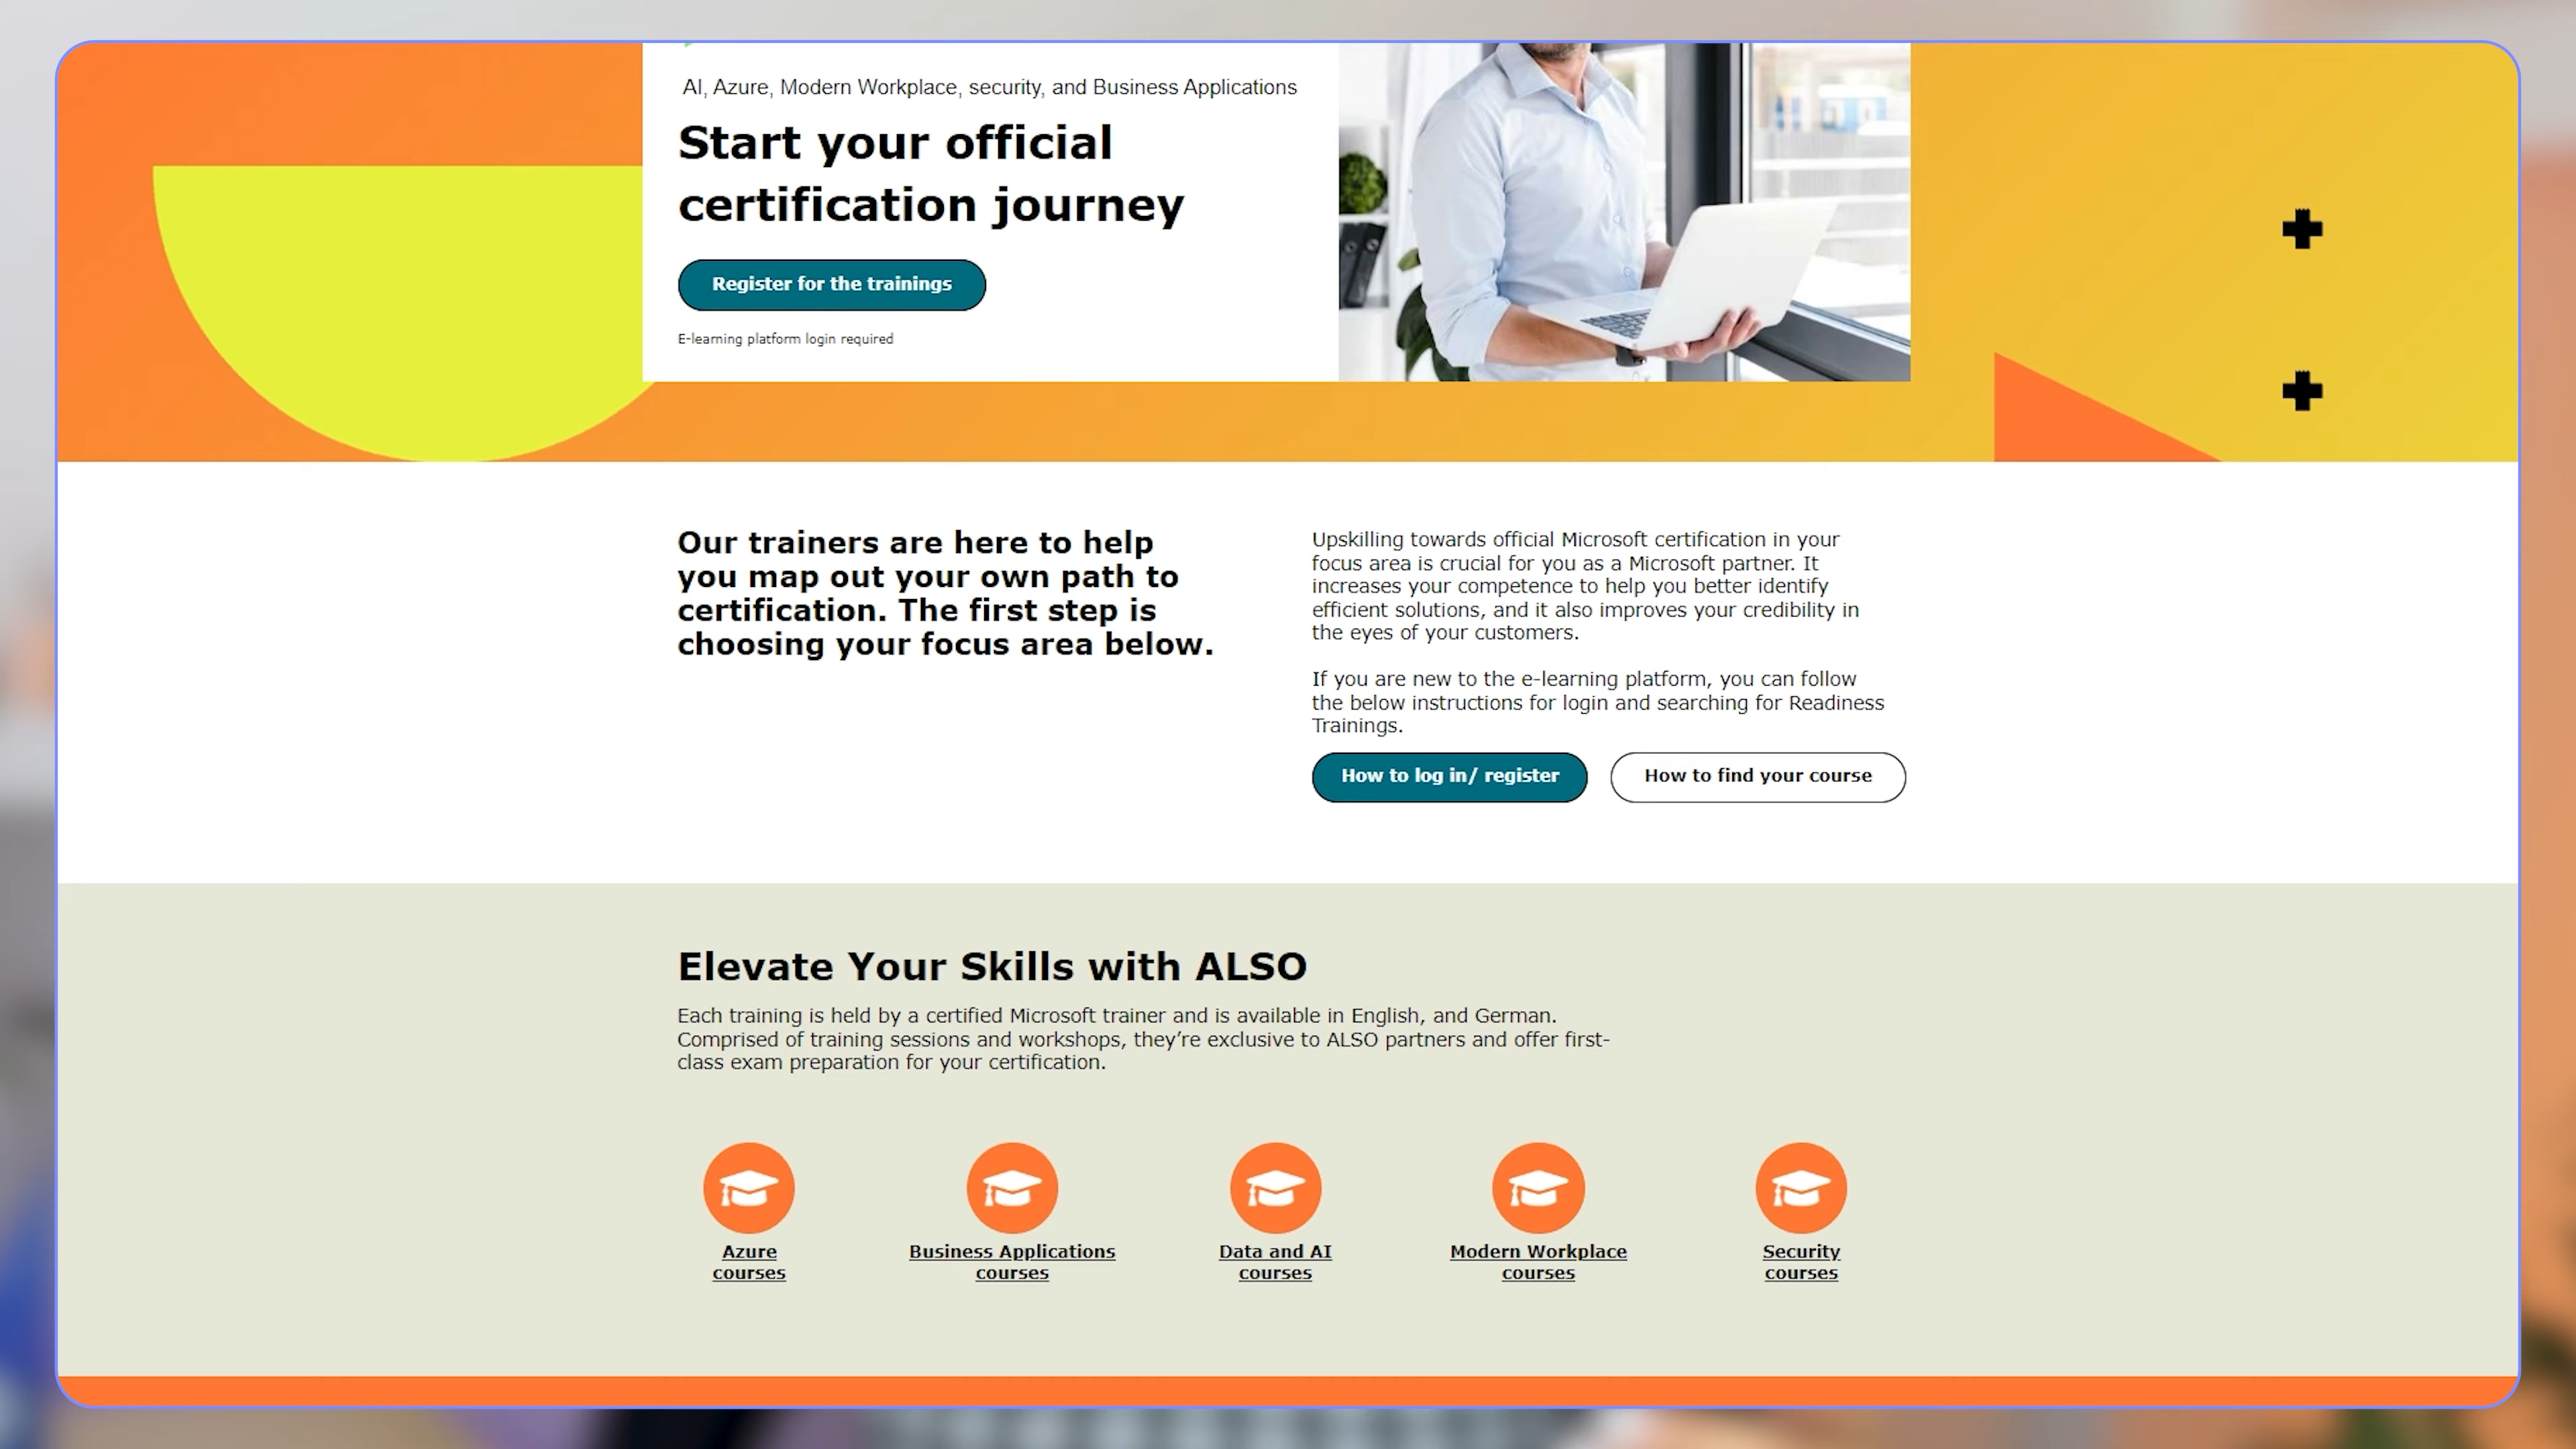 AI, Azure, Modern Workplace, security, and Business Applications
Start your official
certification journey
Register for the trainings
E-learning platform login required
Our trainers are here to help
you map out your own path to
certification. The first step is
choosing your focus area below.
Upskilling towards official Microsoft certification in your
focus area is crucial for you as a Microsoft partner. It
increases your competence to help you better identify
efficient solutions, and it also improves your credibility in
the eyes of your customers.
If you are new to the e-learning platform, you can follow
the below instructions for login and searching for Readiness
Trainings.
How to log in/ register
How to find your course
Elevate Your Skills with ALSO
Each training is held by a certified Microsoft trainer and is available in English, and German.
Comprised of training sessions and workshops, they’re exclusive to ALSO partners and offer first-
class exam preparation for your certification.
Azure
courses
Business Applications
courses
Data and AI
courses
Modern Workplace
courses
Security
courses